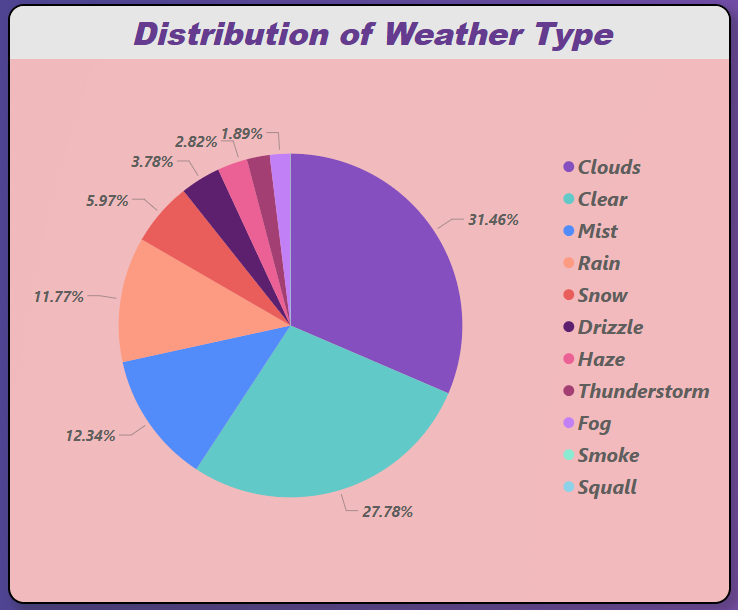 Distribution of Weather Type
1.89%
2.82%
3.78%
5.97%
11.77%
12.34%
31.46%
27.78%
Clouds
Clear
Mist
Rain
Snow
Drizzle
Haze
Thunderstorm
Fog
Smoke
Squall